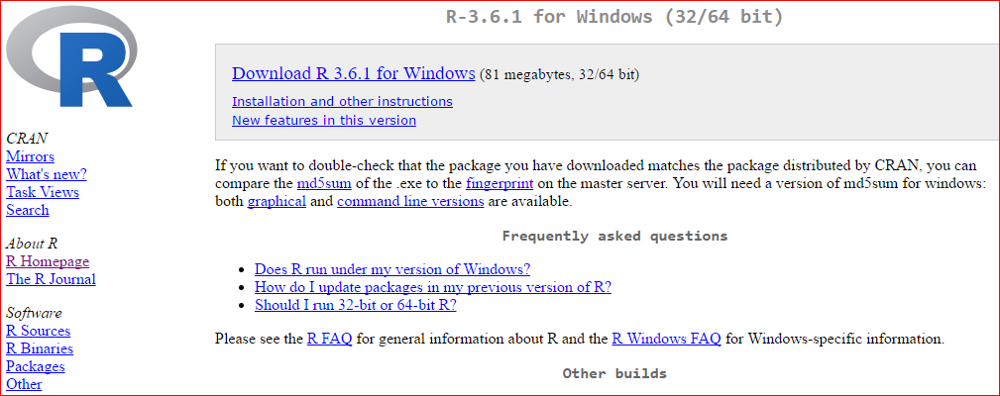 R
CRAN
Mirrors
What's new?
Task Views
Search
About R
R Homepage
The R Journal
Software
R Sources
R Binaries
Packages
Other
R-3.6.1 for Windows (32/64 bit)
Download R 3.6.1 for Windows (81 megabytes, 32/64 bit)
Installation and other instructions
New features in this version
If you want to double-check that the package you have downloaded matches the package distributed by CRAN, you can
compare the md5sum of the .exe to the fingerprint on the master server. You will need a version of md5sum for windows:
both graphical and command line versions are available.
Frequently asked questions
Does R run under my version of Windows?
How do I update packages in my previous version of R?
Should I run 32-bit or 64-bit R?
Please see the R FAQ for general information about R and the R Windows FAQ for Windows-specific information.
Other builds